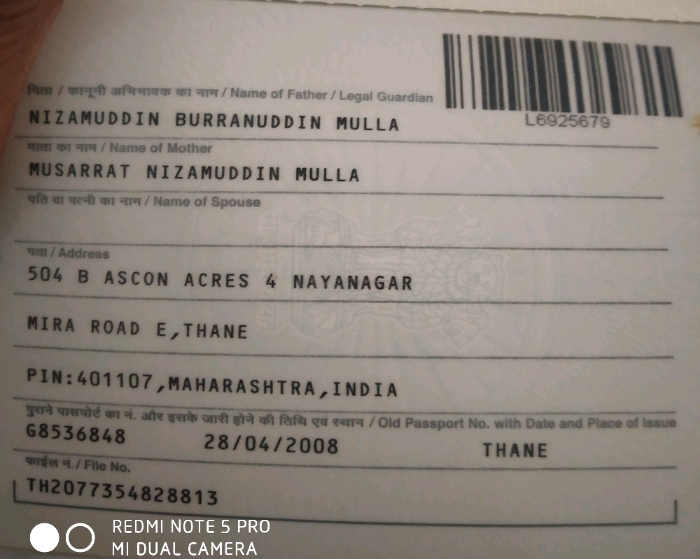 पिता / कानूनी अभिभावक का नाम / Name of Father / Legal Guardian
L6925679
NIZAMUDDIN BURRANUDDIN MULLA
माता का नाम / Name of Mother
MUSARRAT NIZAMUDDIN MULLA
पति या पत्नी का नाम / Name of Spouse
पता / Address
504 B ASCON ACRES 4 NAYANAGAR
MIRA ROAD E,THANE
PIN:401107,MAHARASHTRA,INDIA
पुराने पासपोर्ट का नं. और इसके जारी होने की तिथि एवं स्थान / Old Passport No. with Date and Place of Issue
G8536848 28/04/2008 THANE
फाईल नं./ File No.
TH2077354828813
REDMI NOTE 5 PRO
MI DUAL CAMERA